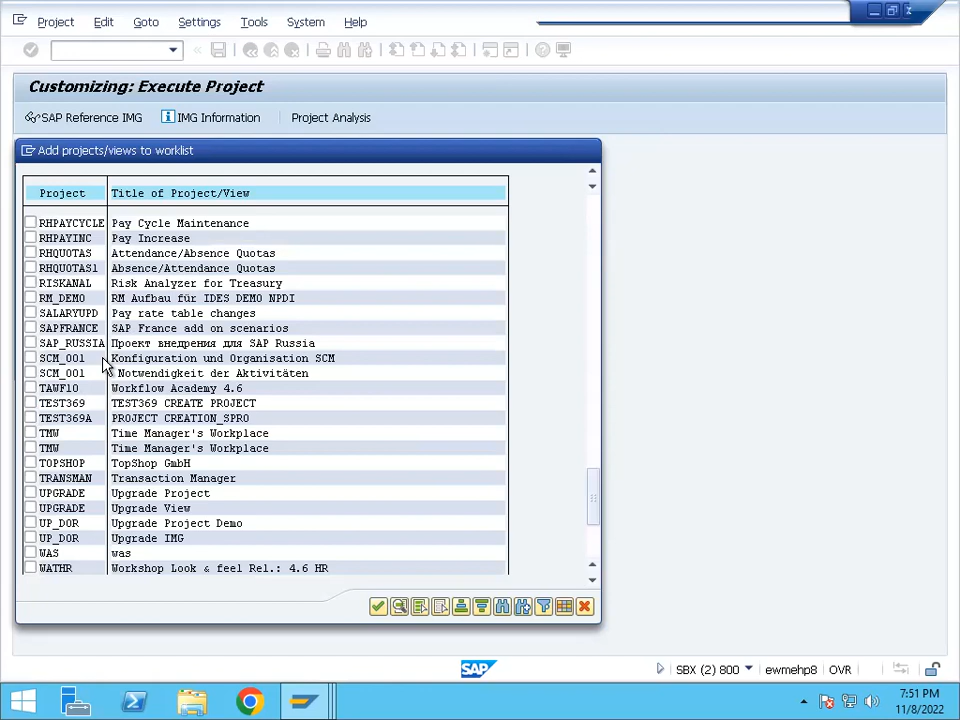 Project Edit Goto Settings Tools System Help
Customizing: Execute Project
SAP Reference IMG IMG Information Project Analysis
Add projects/views to worklist
Project Title of Project/View
RHPAYCYCLE Pay Cycle Maintenance
RHPAYINC Pay Increase
RHQUOTAS Attendance/Absence Quotas
RHQUOTAS1 Absence/Attendance Quotas
RISKANAL Risk Analyzer for Treasury
RM_DEMO RM Aufbau für IDES DEMO NPDI
SALARYUPD Pay rate table changes
SAPFRANCE SAP France add on scenarios
SAP_RUSSIA Проект внедрения для SAP Russia
SCM_001 Konfiguration und Organisation SCM
SCM_001 Notwendigkeit der Aktivitäten
TAWF10 Workflow Academy 4.6
TEST369 TEST369 CREATE PROJECT
TEST369A PROJECT CREATION_SPRO
TMW Time Manager's Workplace
TMW Time Manager's Workplace
TOPSHOP TopShop GmbH
TRANSMAN Transaction Manager
UPGRADE Upgrade Project
UPGRADE Upgrade View
UP_DOR Upgrade Project Demo
UP_DOR Upgrade IMG
WAS was
WATHR Workshop Look & feel Rel.: 4.6 HR
SAP SBX (2) 800 ewmehp8 OVR
7:51 PM
11/8/2022